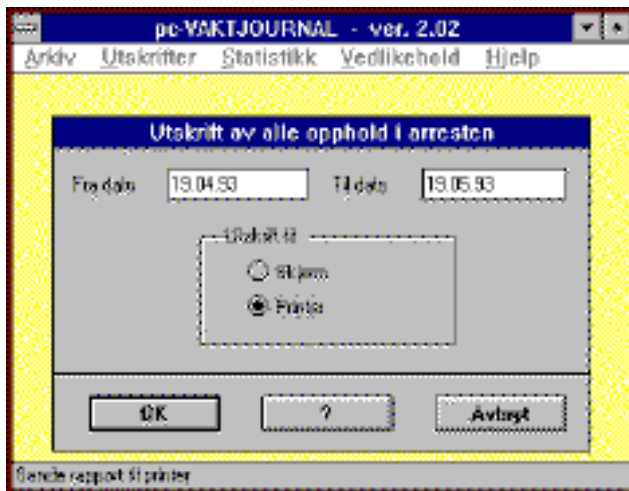 pc-VAKTJOURNAL - ver. 2.02
Arkiv Utskrifter Statistikk Vedlikehold Hjelp
Utskrift av alle opphold i arresten
Fra dato 19.04.93 Til dato 19.05.93
Utskrift til
Skjerm
Printer
OK ? Avbryt
Sende rapport til printer